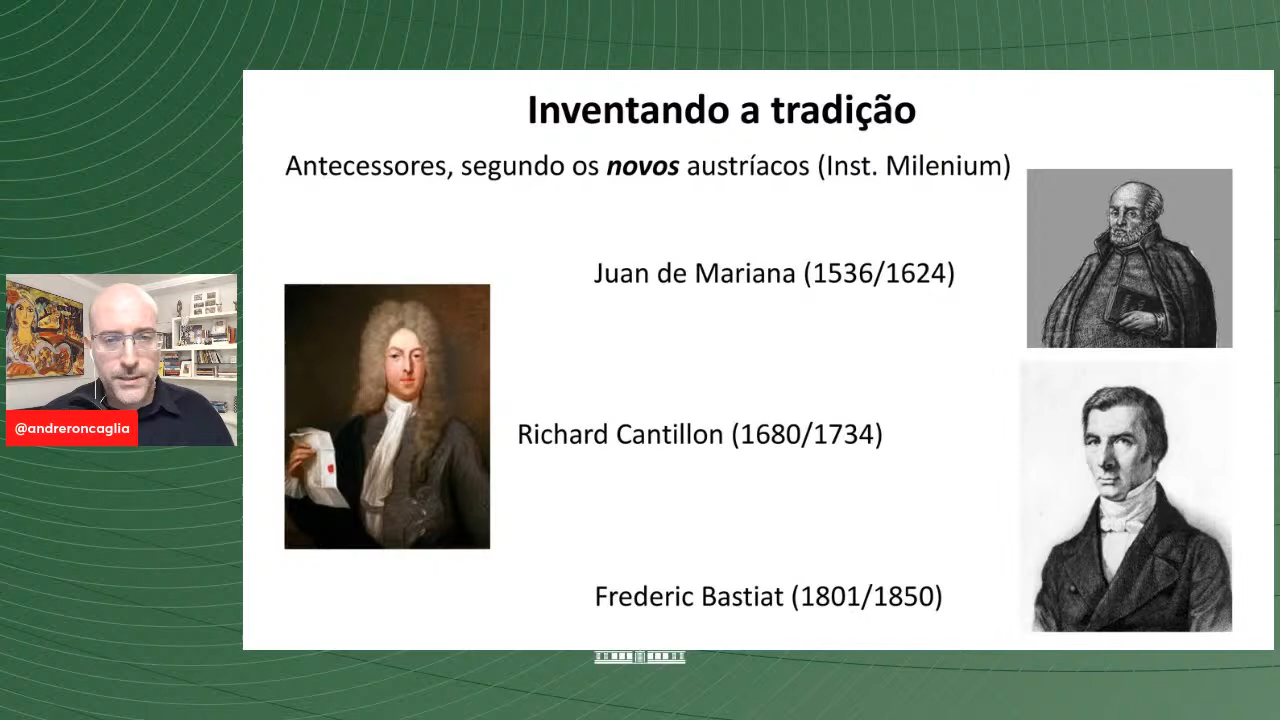 Inventando a tradição
Antecessores, segundo os novos austríacos (Inst. Milenium)
Juan de Mariana (1536/1624)
Richard Cantillon (1680/1734)
Frederic Bastiat (1801/1850)
@andreroncaglia